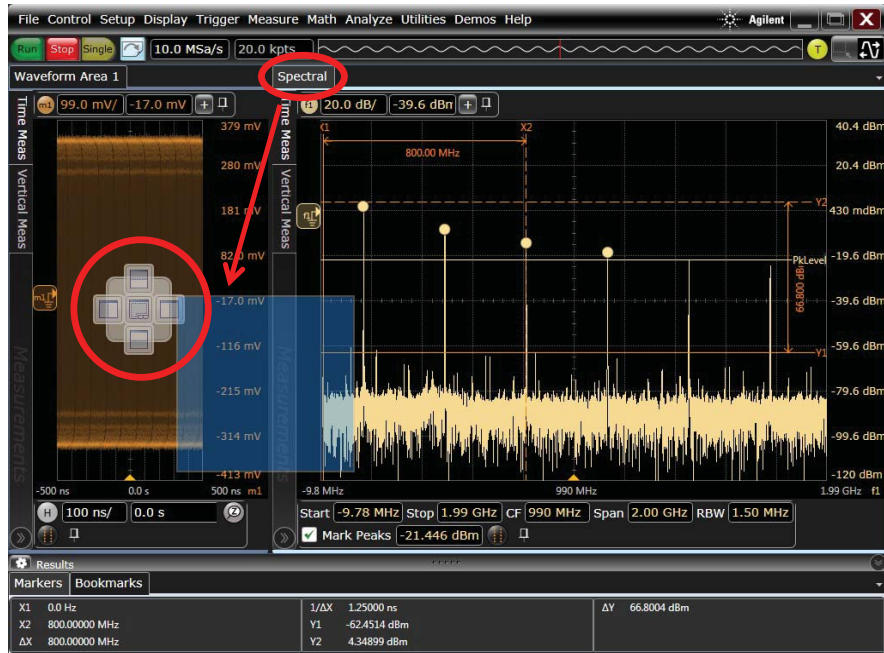 File Control Setup Display Trigger Measure Math Analyze Utilities Demos Help
Agilent
Run Stop Single 10.0 MSa/s 20.0 kpts T
Waveform Area 1
Spectral
Time Meas
Vertical Meas
Measurements
m1 99.0 mV/ -17.0 mV
379 mV
280 mV
181 mV
82.0 mV
-17.0 mV
-116 mV
-215 mV
-314 mV
-413 mV
m1
-500 ns 0.0 s 500 ns m1
H 100 ns/ 0.0 s
Time Meas
Vertical Meas
Measurements
f1 20.0 dB/ -39.6 dBm
X2
800.00 MHz
40.4 dBm
20.4 dBm
Y2
430 mdBm
PkLevel
-19.6 dBm
66.800 dBm
-39.6 dBm
-59.6 dBm
Y1
-79.6 dBm
-99.6 dBm
-120 dBm
-9.8 MHz 990 MHz 1.99 GHz f1
Start -9.78 MHz Stop 1.99 GHz CF 990 MHz Span 2.00 GHz RBW 1.50 MHz
Mark Peaks -21.446 dBm
Results
Markers Bookmarks
X1 0.0 Hz 1/ΔX 1.25000 ns ΔY 66.8004 dBm
X2 800.00000 MHz Y1 -62.4514 dBm
ΔX 800.00000 MHz Y2 4.34899 dBm